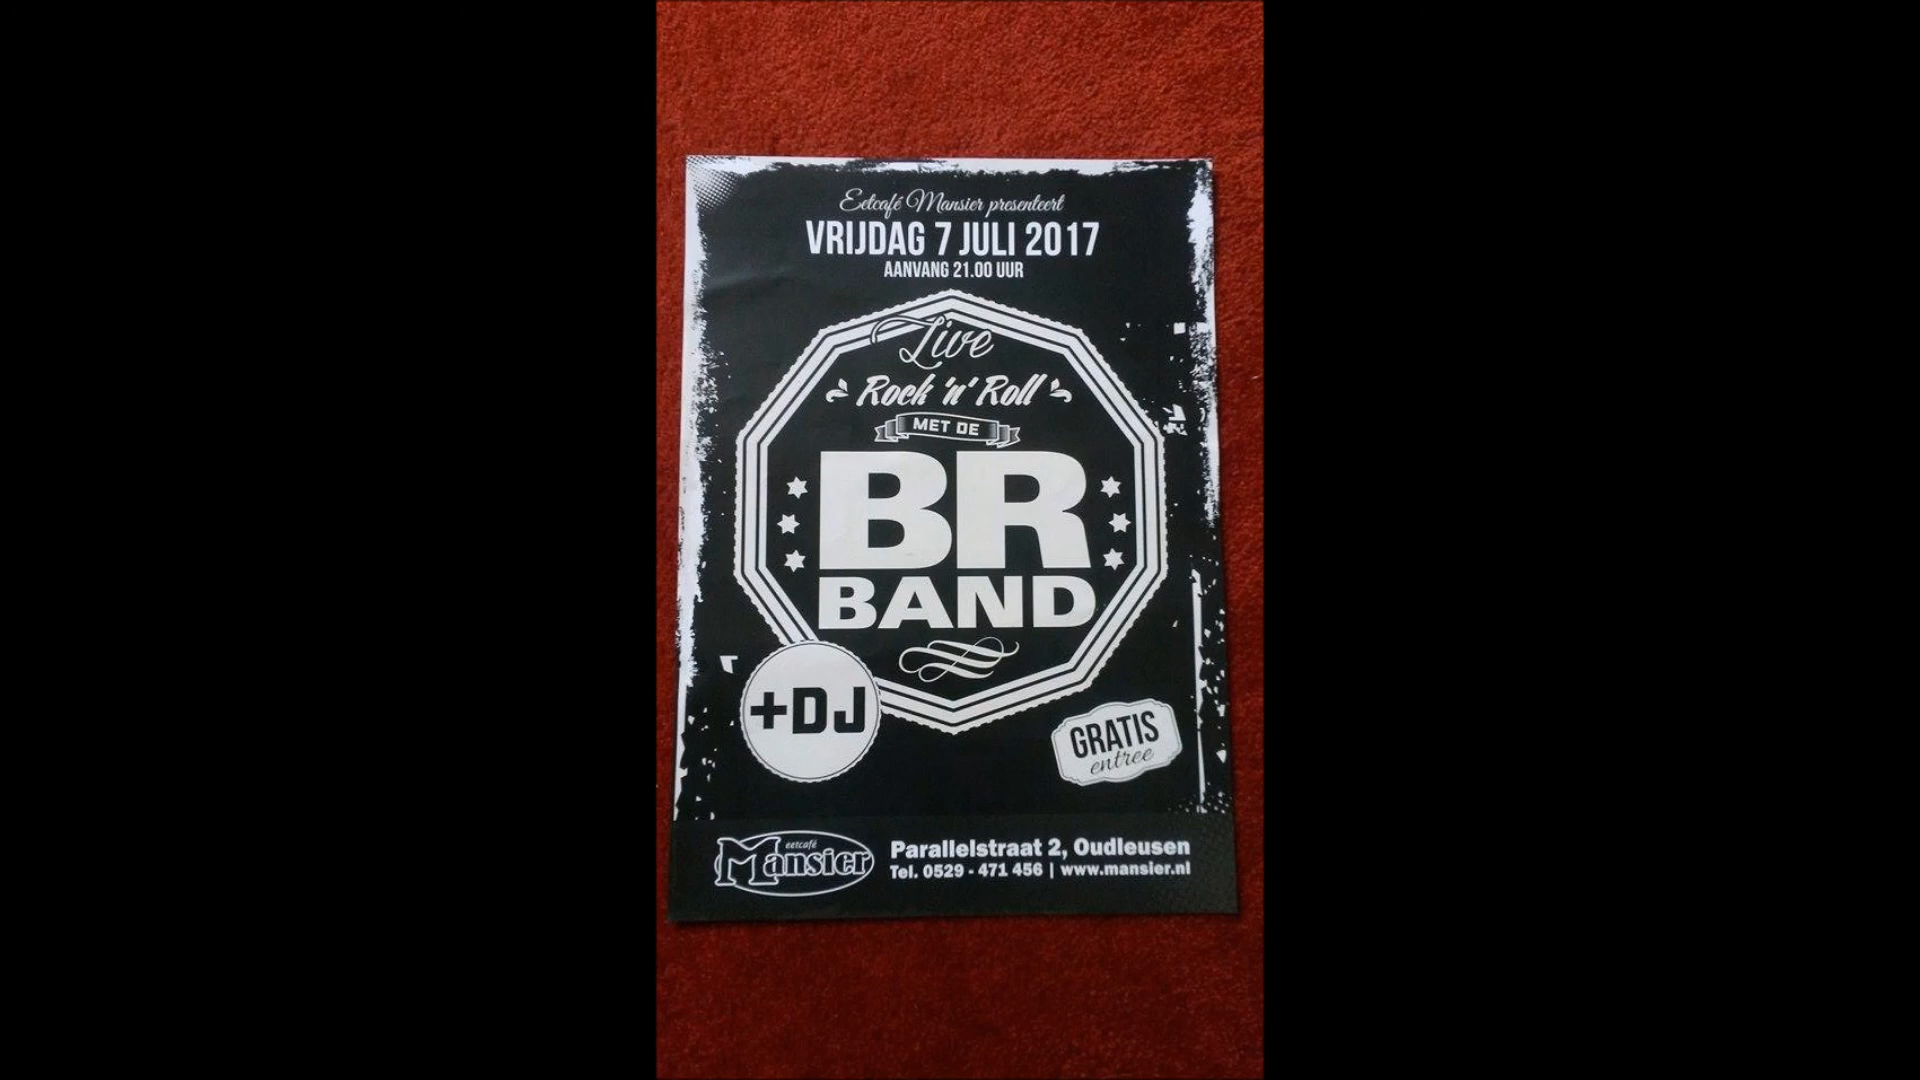 Eetcafé Mansier presenteert
VRIJDAG 7 JULI 2017
AANVANG 21.00 UUR
Live
Rock 'n' Roll
MET DE
BR
BAND
+DJ
GRATIS
entree
eetcafé
Mansier
Parallelstraat 2, Oudleusen
Tel. 0529 - 471 456 | www.mansier.nl